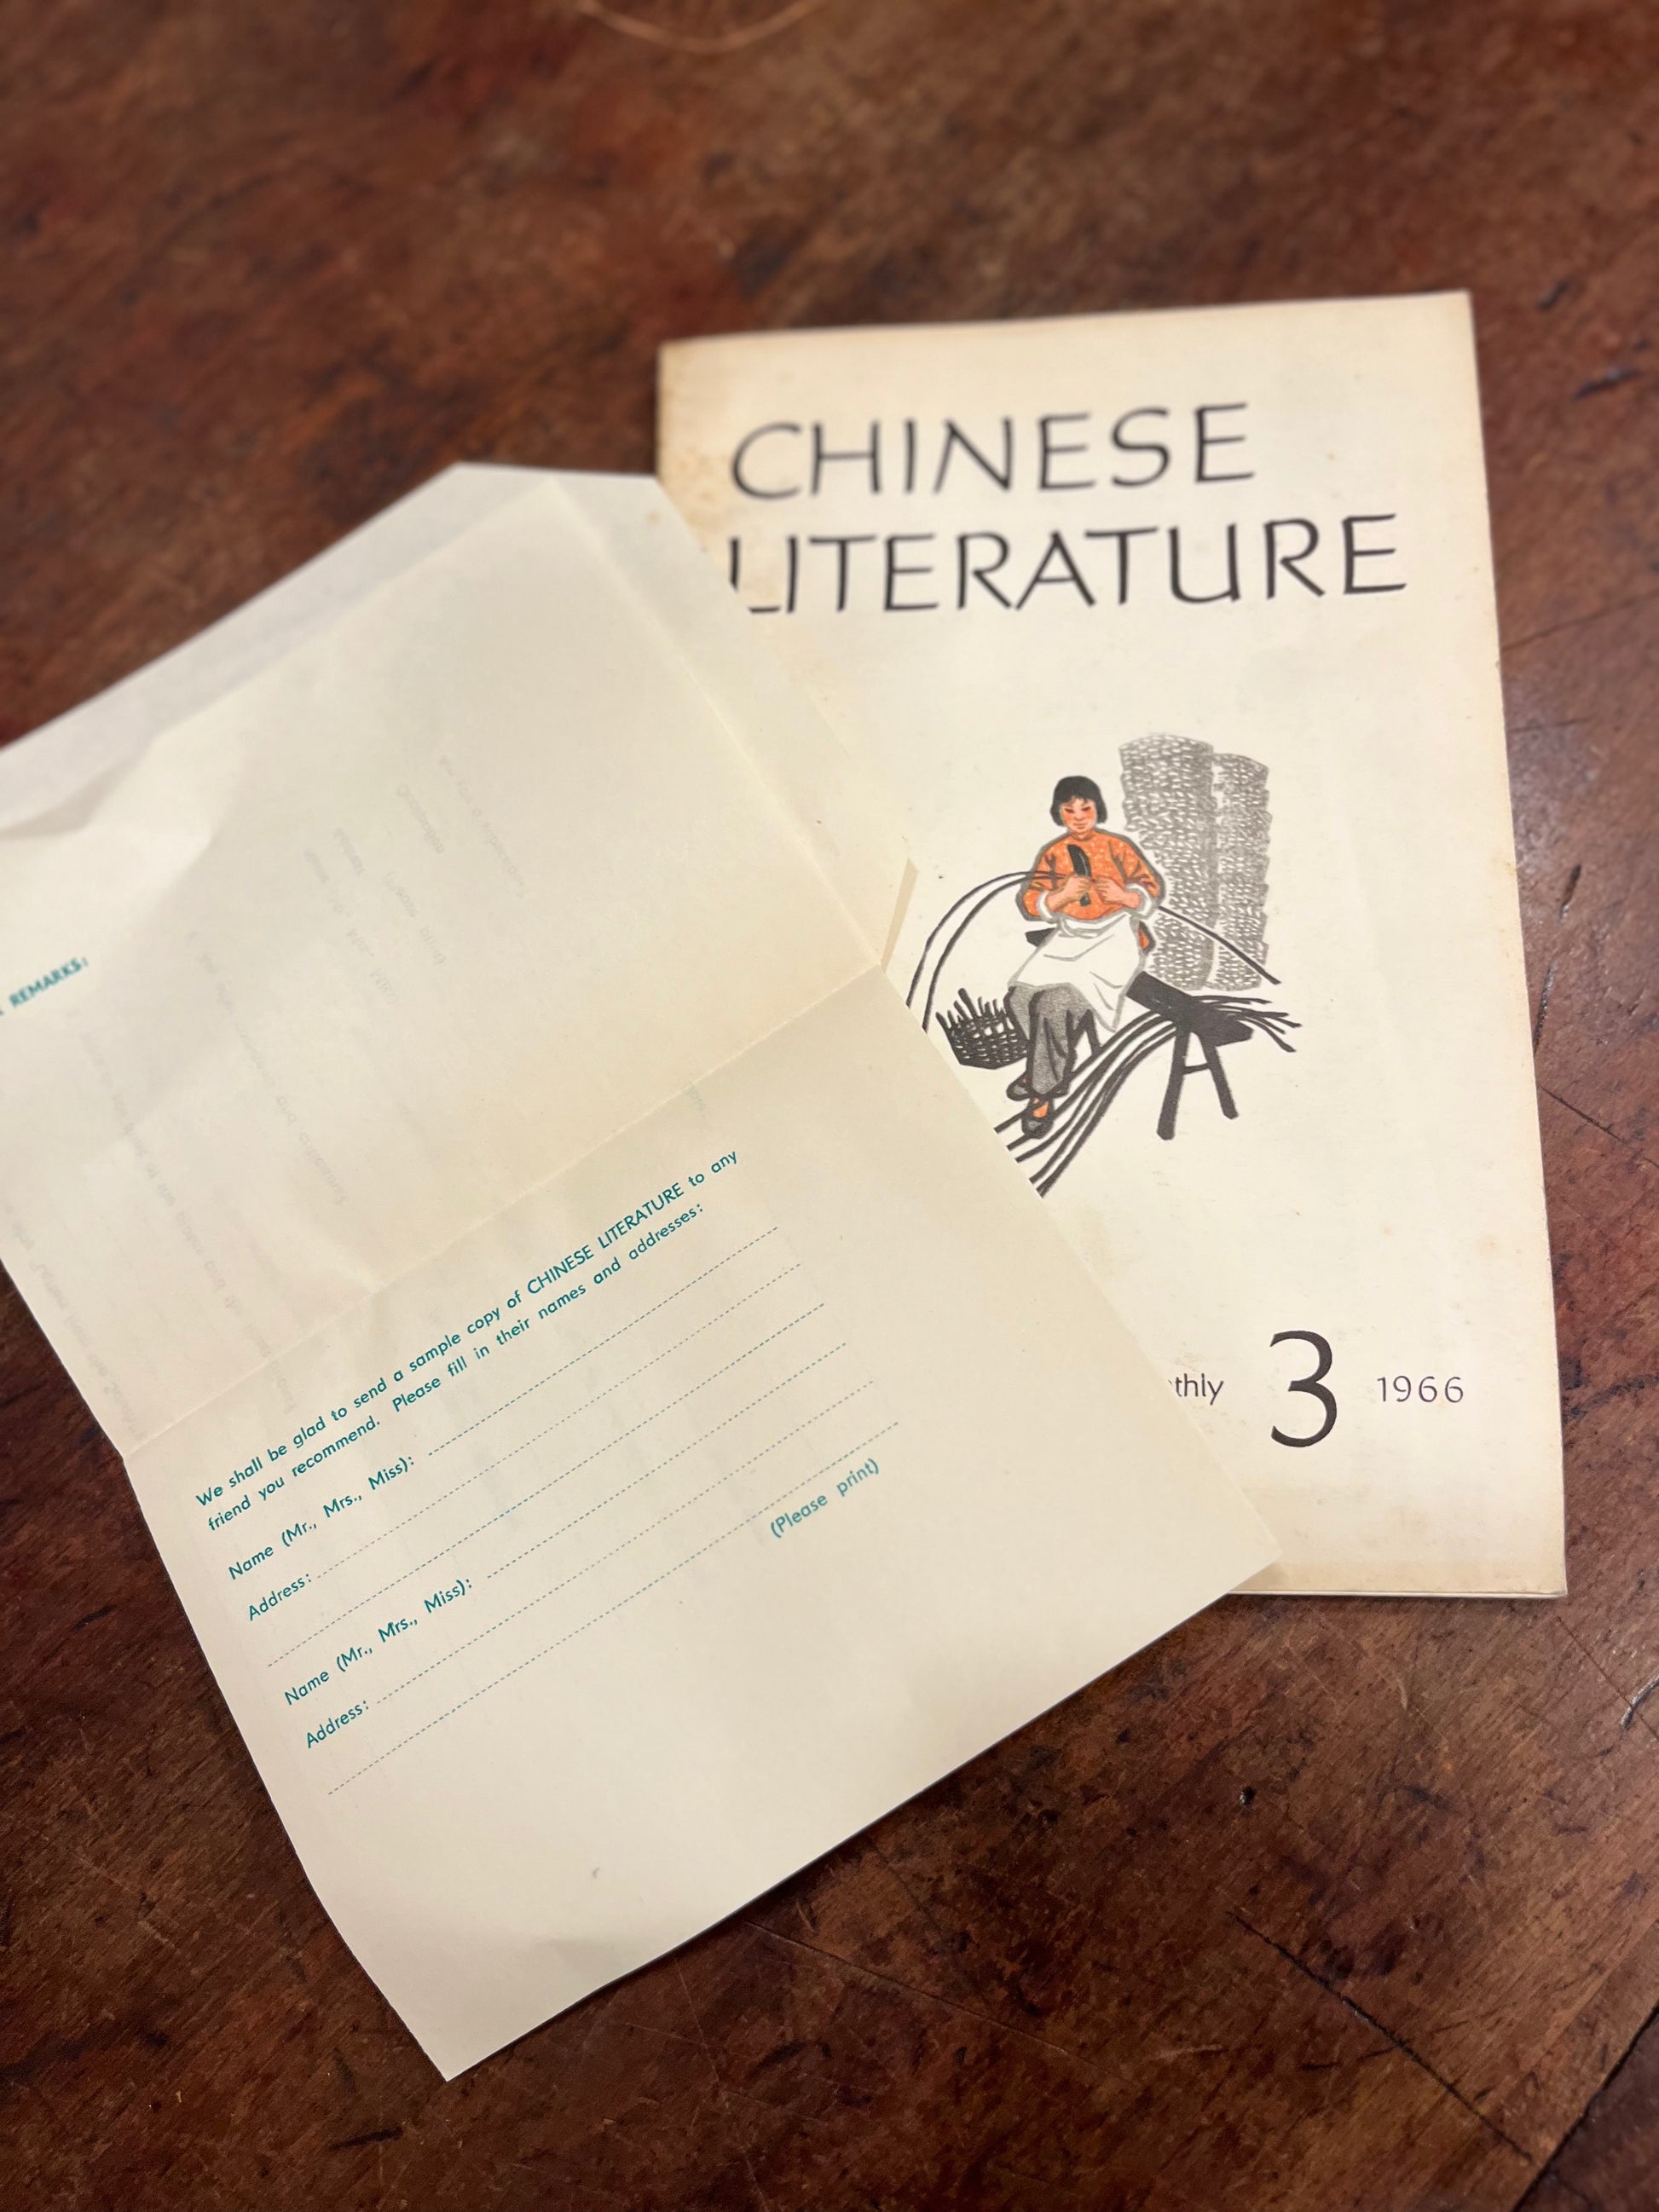 CHINESE
LITERATURE
thly 3 1966
REMARKS:
We shall be glad to send a sample copy of CHINESE LITERATURE to any
friend you recommend. Please fill in their names and addresses:
Name (Mr., Mrs., Miss):
Address:
Name (Mr., Mrs., Miss):
Address:
(Please print)